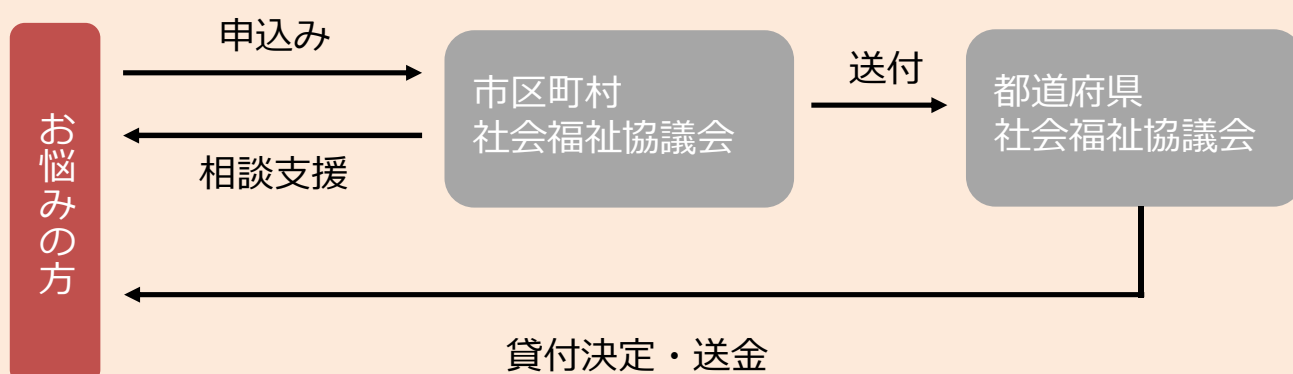 お悩みの方
申込み
相談支援
市区町村
社会福祉協議会
送付
都道府県
社会福祉協議会
貸付決定・送金